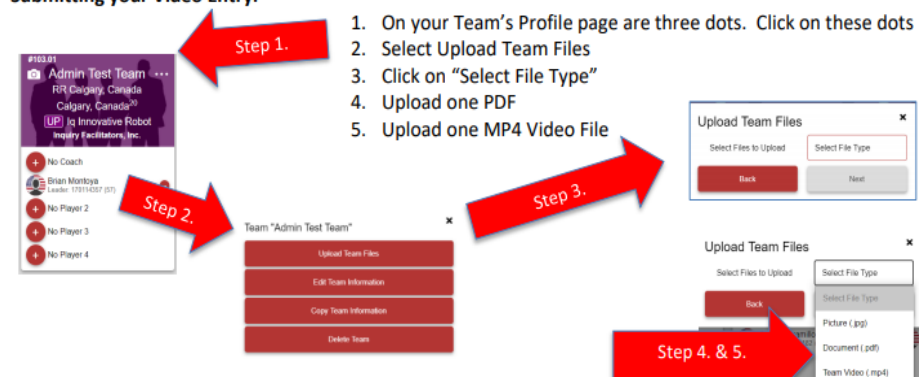 Submitting your Video Entry:
1. On your Team's Profile page are three dots. Click on these dots
2. Select Upload Team Files
3. Click on "Select File Type"
4. Upload one PDF
5. Upload one MP4 Video File
Step 1.
#103.01
Admin Test Team ...
RR Calgary, Canada
Calgary, Canada20
UP Iq Innovative Robot
Inquiry Facilitators, Inc.
+ No Coach
Brian Montoya
Leader
+ No Player 2
+ No Player 3
+ No Player 4
Step 2.
Team "Admin Test Team" ×
Upload Team Files
Edit Team Information
Copy Team Information
Delete Team
Step 3.
Upload Team Files ×
Select Files to Upload Select File Type
Back Next
Upload Team Files ×
Select Files to Upload Select File Type
Back
Select File Type
Picture (.jpg)
Document (.pdf)
Team Video (.mp4)
Step 4. & 5.